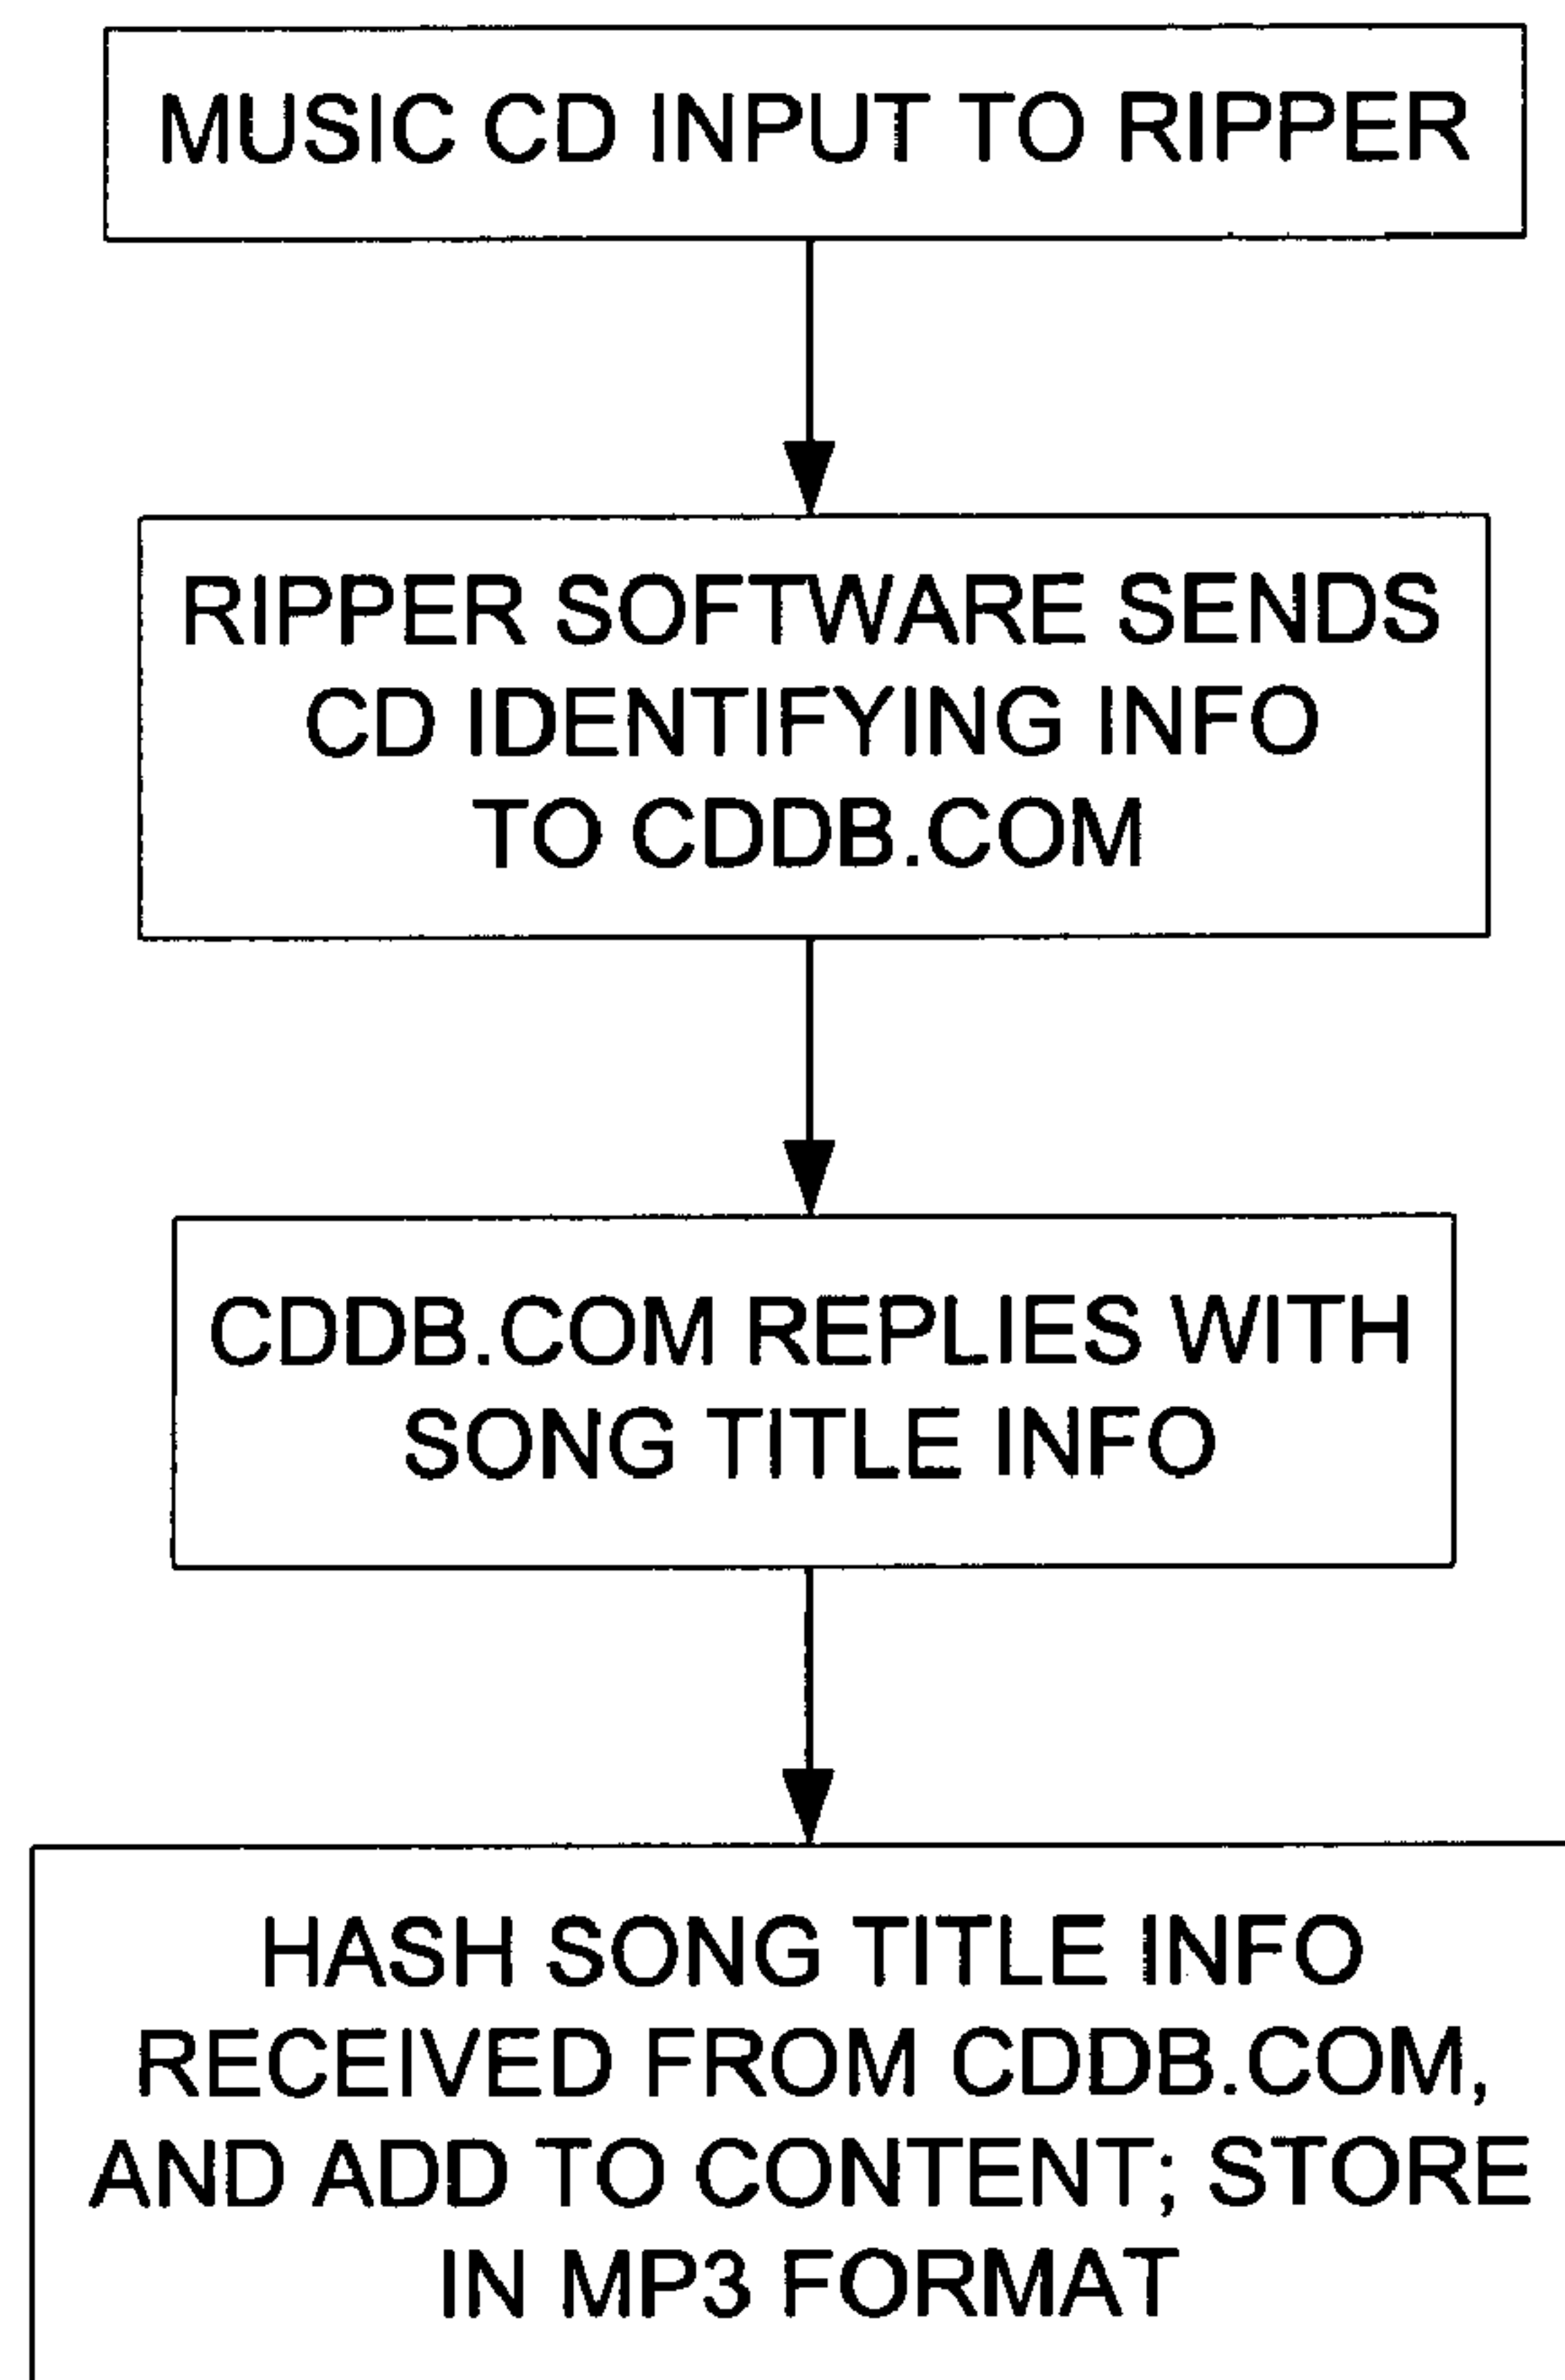 MUSIC CD INPUT TO RIPPER
RIPPER SOFTWARE SENDS
CD IDENTIFYING INFO
TO CDDB.COM
CDDB.COM REPLIES WITH
SONG TITLE INFO
HASH SONG TITLE INFO
RECEIVED FROM CDDB.COM,
AND ADD TO CONTENT; STORE
IN MP3 FORMAT